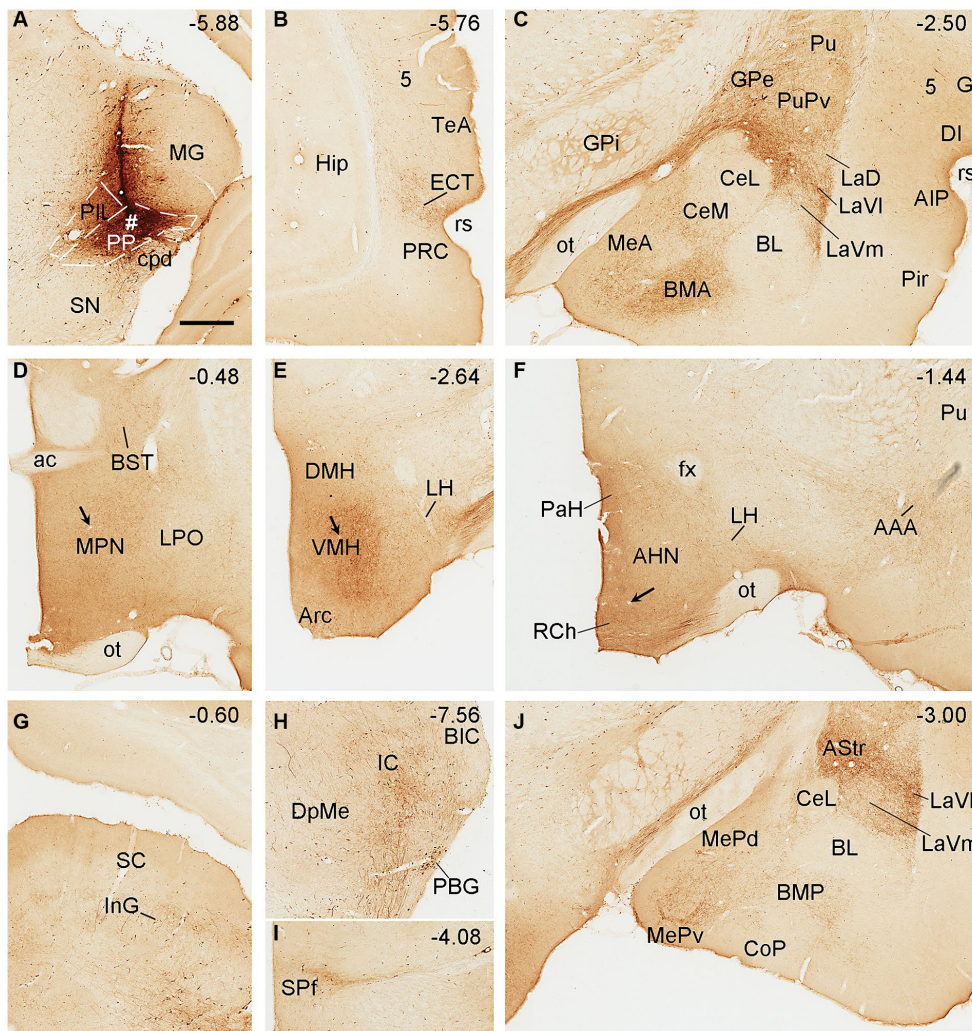 A -5.88
MG
PIL
#
PP
cpd
SN
B -5.76
5
TeA
Hip
ECT
rs
PRC
C -2.50
Pu
GPe
PuPv
5 G
GPi
DI
rs
CeL
LaD
LaVl
AIP
CeM
LaVm
MeA
BL
ot
BMA
Pir
D -0.48
ac
BST
MPN
LPO
ot
E -2.64
DMH
LH
VMH
Arc
F -1.44
Pu
fx
PaH
LH
AAA
AHN
ot
RCh
G -0.60
SC
InG
H -7.56
BIC
IC
DpMe
PBG
I -4.08
SPf
J -3.00
AStr
CeL
LaVl
ot
LaVm
MePd
BL
BMP
MePv
CoP